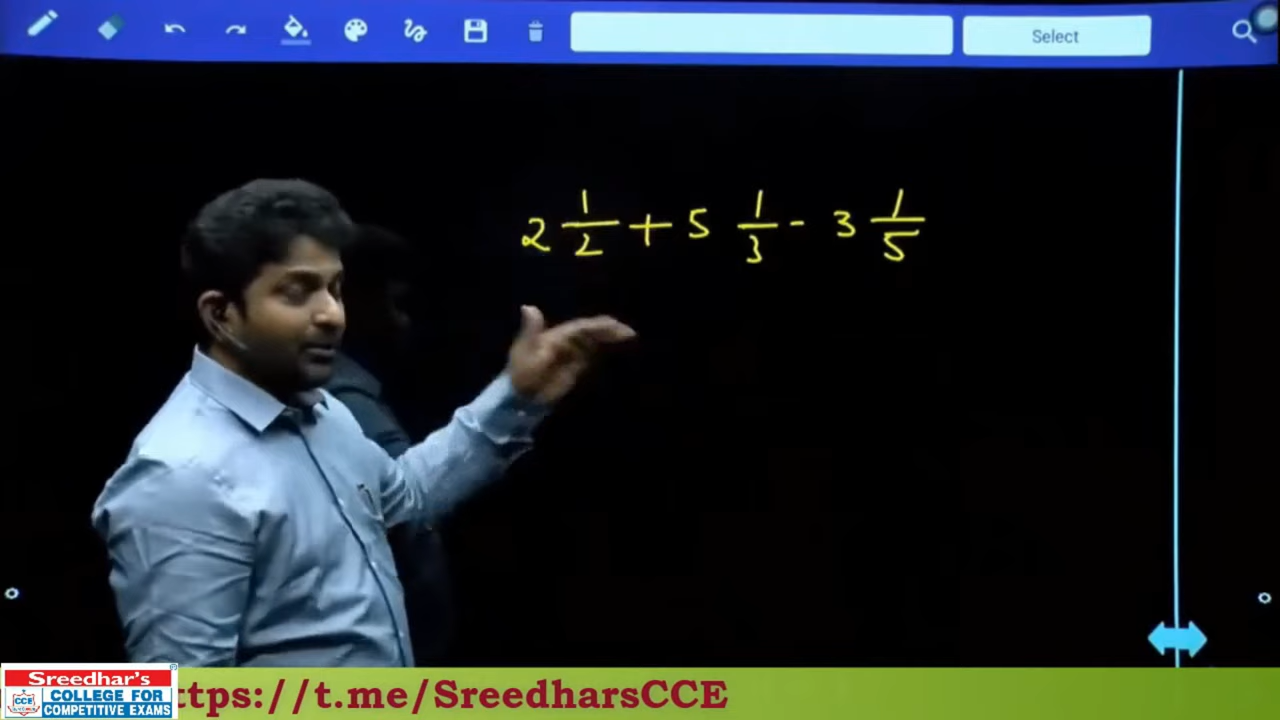 Select
2 1/2 + 5 1/3 - 3 1/5
Sreedhar's
CCE
COLLEGE FOR
COMPETITIVE EXAMS
ttps://t.me/SreedharsCCE